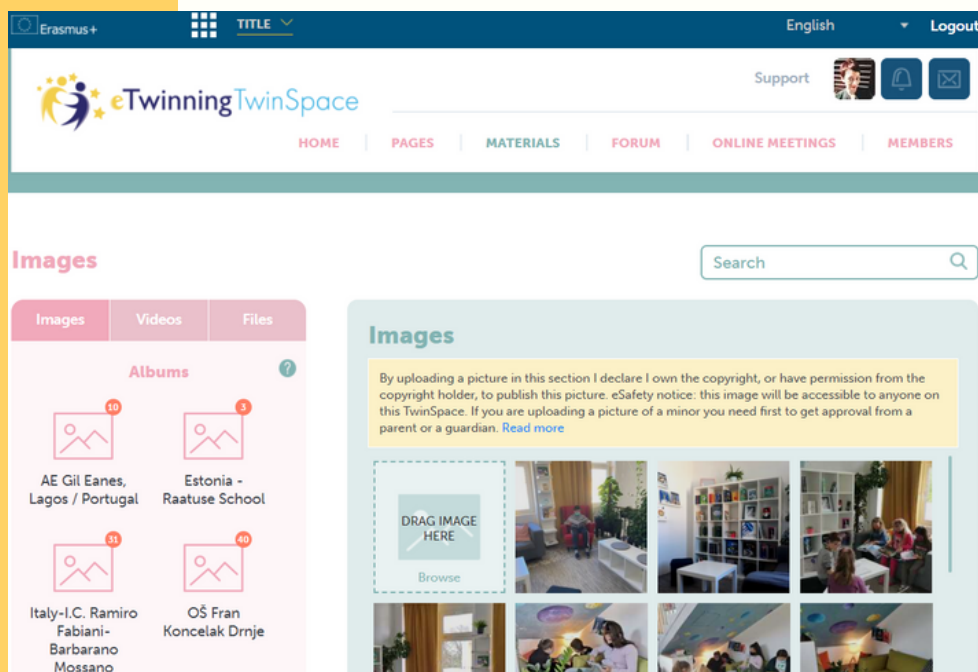 Erasmus+
TITLE
English
Logout
eTwinningTwinSpace
Support
HOME
PAGES
MATERIALS
FORUM
ONLINE MEETINGS
MEMBERS
Images
Search
Images
Videos
Files
Albums
?
10
AE Gil Eanes,
Lagos / Portugal
3
Estonia -
Raatuse School
31
Italy-I.C. Ramiro
Fabiani-
Barbarano
Mossano
40
OŠ Fran
Koncelak Drnje
Images
By uploading a picture in this section I declare I own the copyright, or have permission from the
copyright holder, to publish this picture. eSafety notice: this image will be accessible to anyone on
this TwinSpace. If you are uploading a picture of a minor you need first to get approval from a
parent or a guardian. Read more
DRAG IMAGE
HERE
Browse